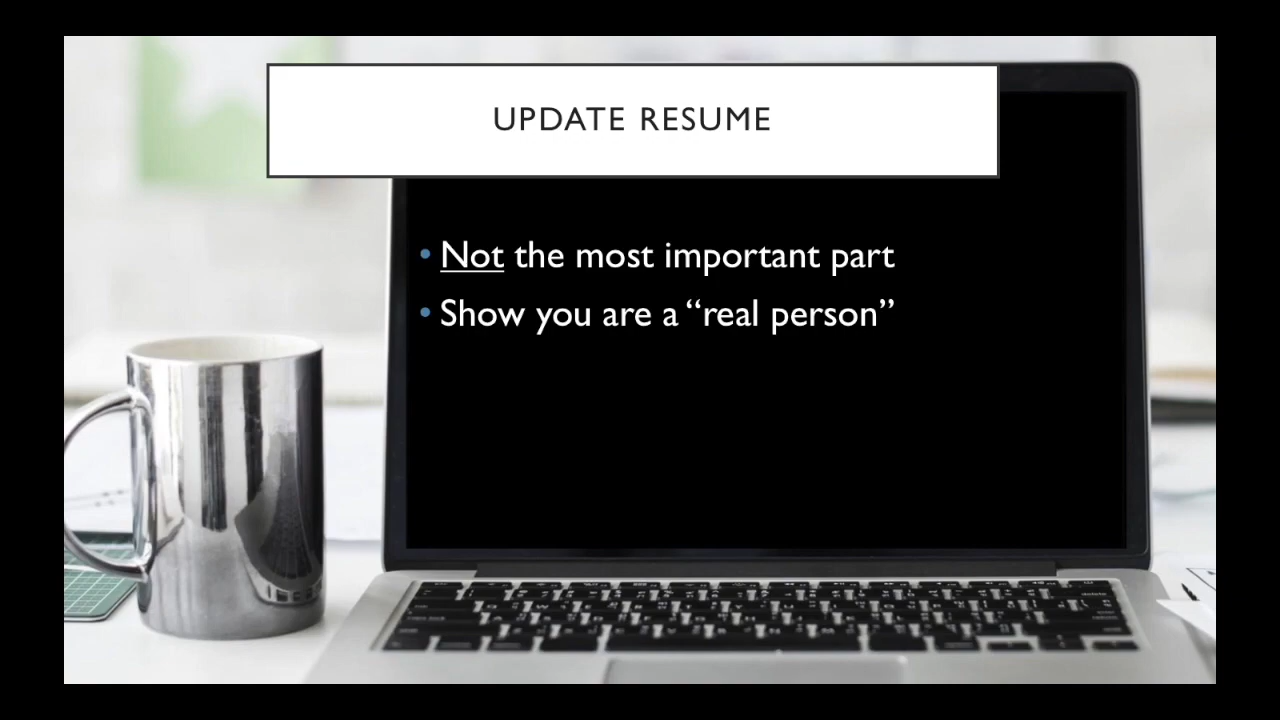 UPDATE RESUME
• Not the most important part
• Show you are a “real person”